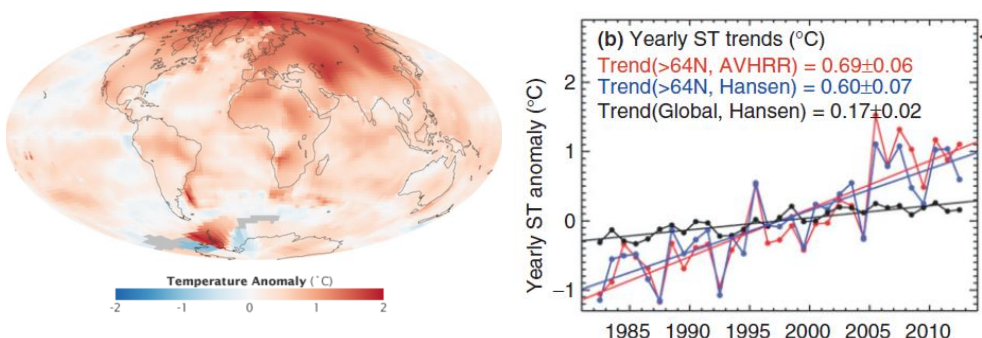 Temperature Anomaly (°C)
-2 -1 0 1 2
(b) Yearly ST trends (°C)
Trend(>64N, AVHRR) = 0.69±0.06
Trend(>64N, Hansen) = 0.60±0.07
Trend(Global, Hansen) = 0.17±0.02
Yearly ST anomaly (°C)
2
1
0
−1
1985 1990 1995 2000 2005 2010